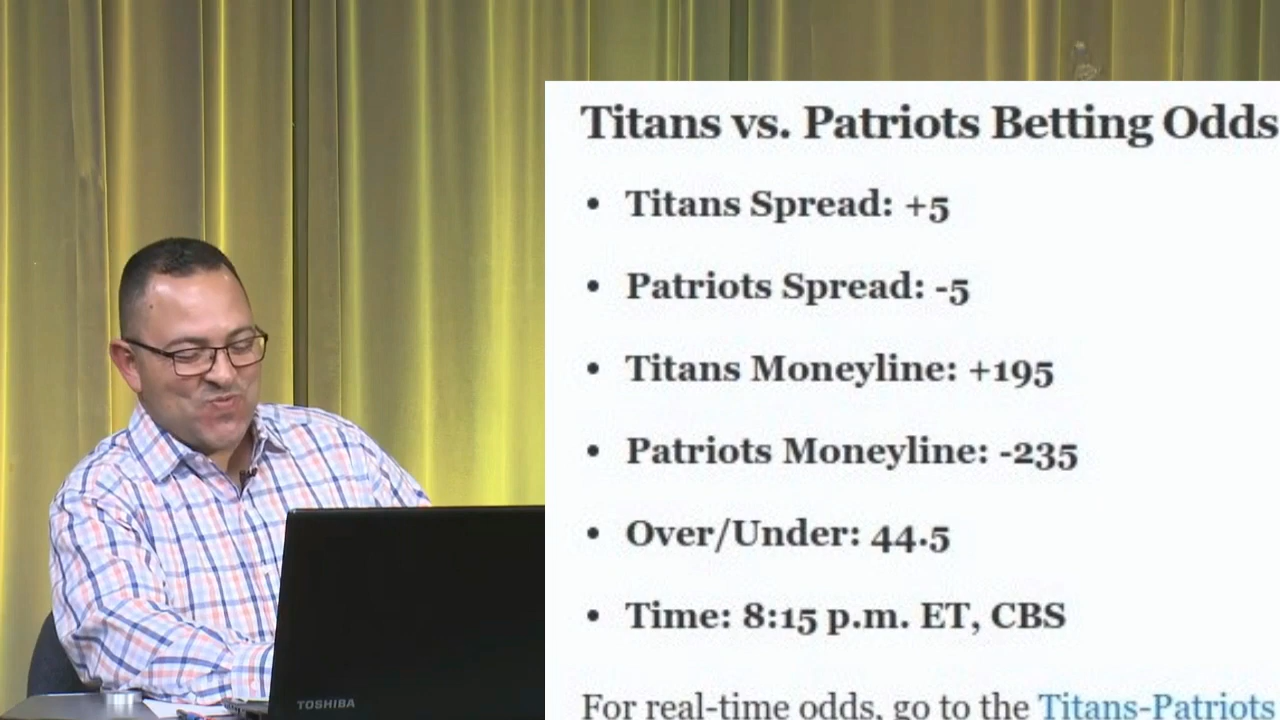 Titans vs. Patriots Betting Odds
• Titans Spread: +5
• Patriots Spread: -5
• Titans Moneyline: +195
• Patriots Moneyline: -235
• Over/Under: 44.5
• Time: 8:15 p.m. ET, CBS
For real-time odds, go to the Titans-Patriots
TOSHIBA